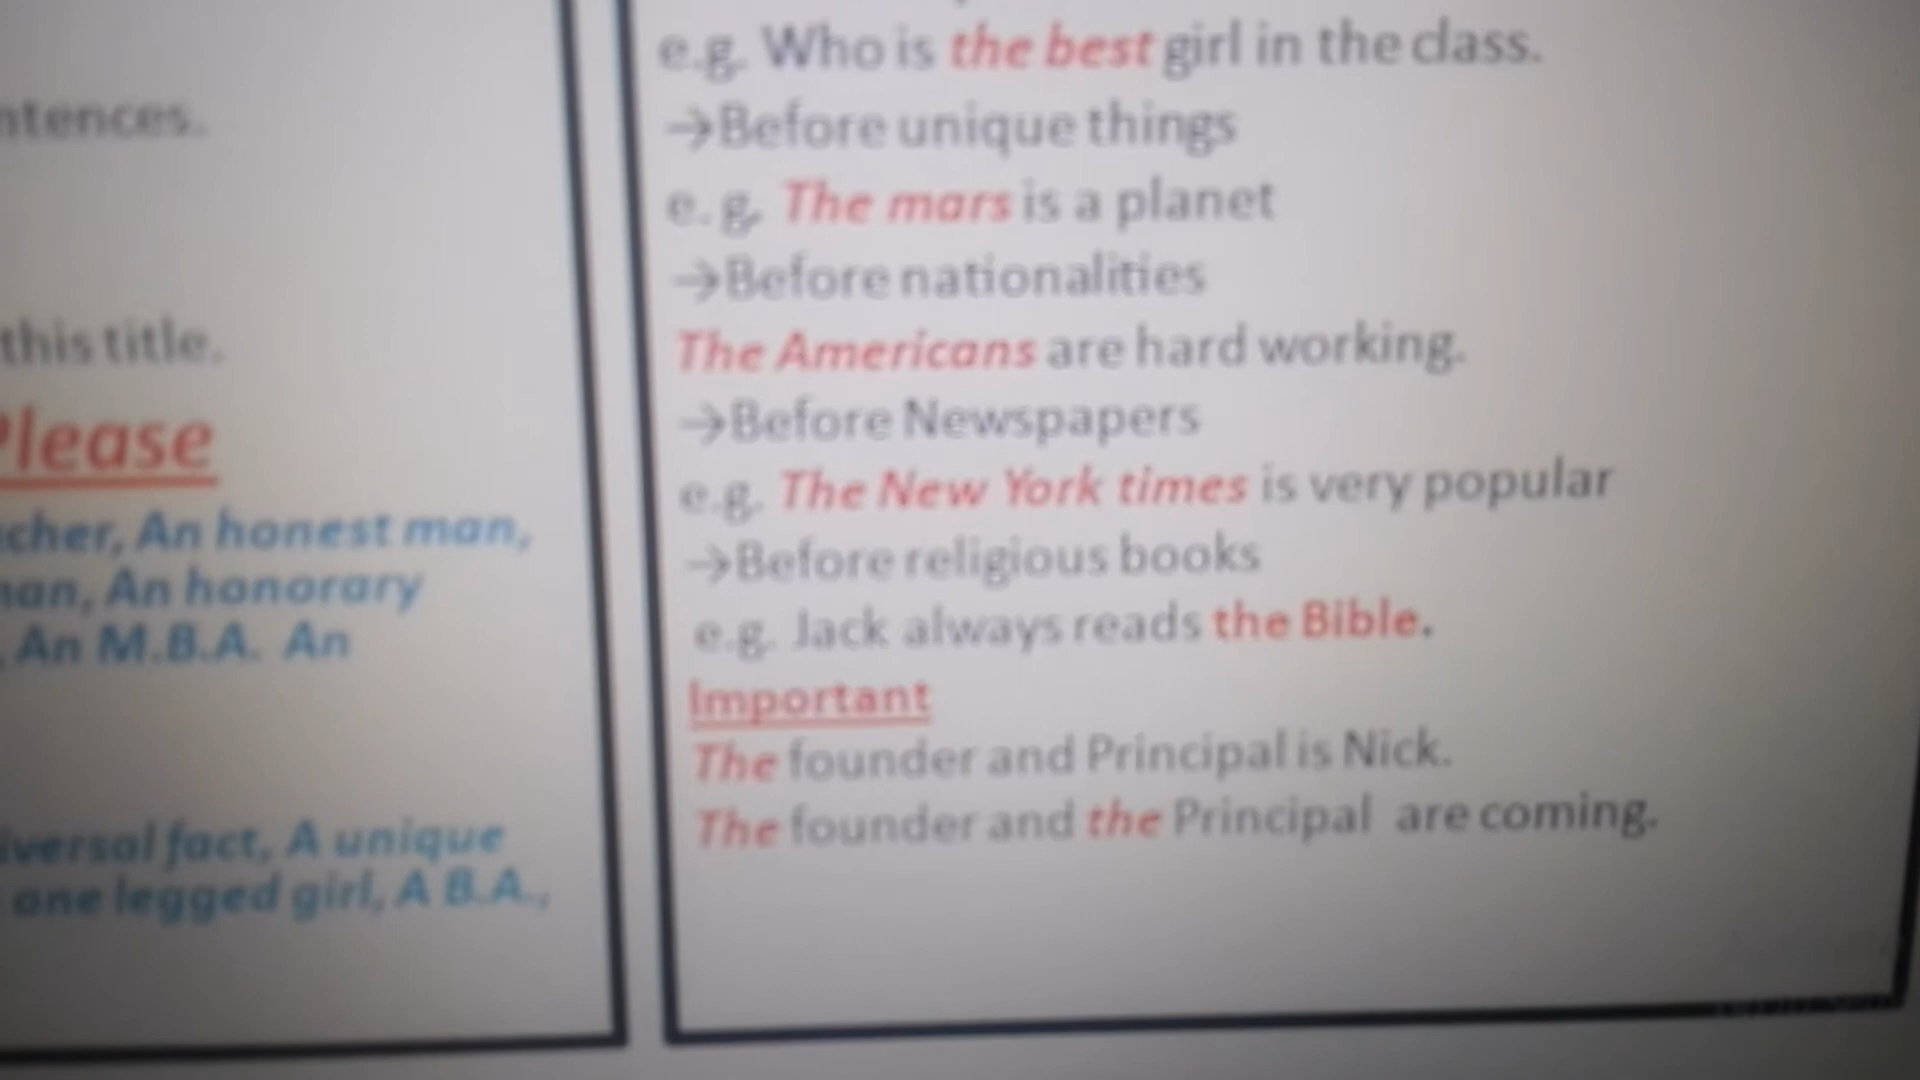 ntences.
this title.
Please
cher, An honest man,
man, An honorary
, An M.B.A. An
iversal fact, A unique
one legged girl, A B.A.,
e.g. Who is the best girl in the class.
→Before unique things
e. g. The mars is a planet
→Before nationalities
The Americans are hard working.
→Before Newspapers
e.g. The New York times is very popular
→Before religious books
e.g. Jack always reads the Bible.
Important
The founder and Principal is Nick.
The founder and the Principal are coming.